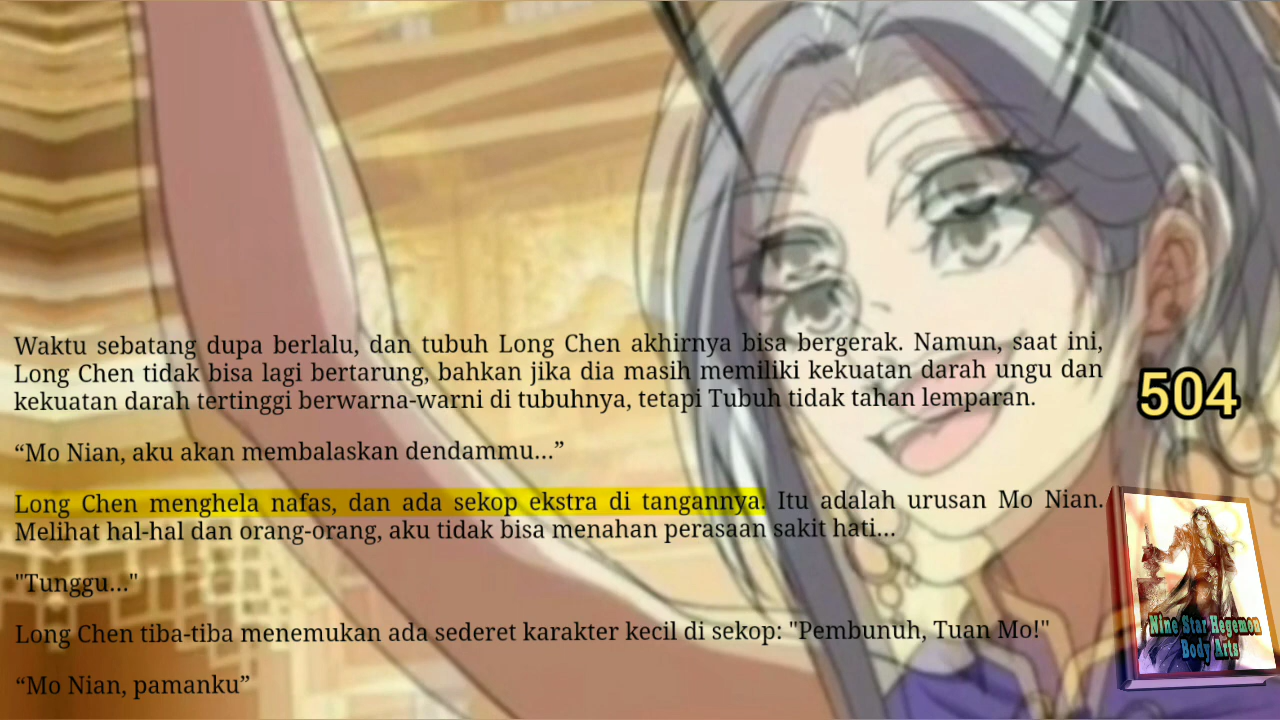 Waktu sebatang dupa berlalu, dan tubuh Long Chen akhirnya bisa bergerak. Namun, saat ini,
Long Chen tidak bisa lagi bertarung, bahkan jika dia masih memiliki kekuatan darah ungu dan
kekuatan darah tertinggi berwarna-warni di tubuhnya, tetapi Tubuh tidak tahan lemparan.
“Mo Nian, aku akan membalaskan dendammu...”
Long Chen menghela nafas, dan ada sekop ekstra di tangannya. Itu adalah urusan Mo Nian.
Melihat hal-hal dan orang-orang, aku tidak bisa menahan perasaan sakit hati...
"Tunggu..."
Long Chen tiba-tiba menemukan ada sederet karakter kecil di sekop: "Pembunuh, Tuan Mo!"
“Mo Nian, pamanku”
504
Nine Star Hegemon
Body Arts